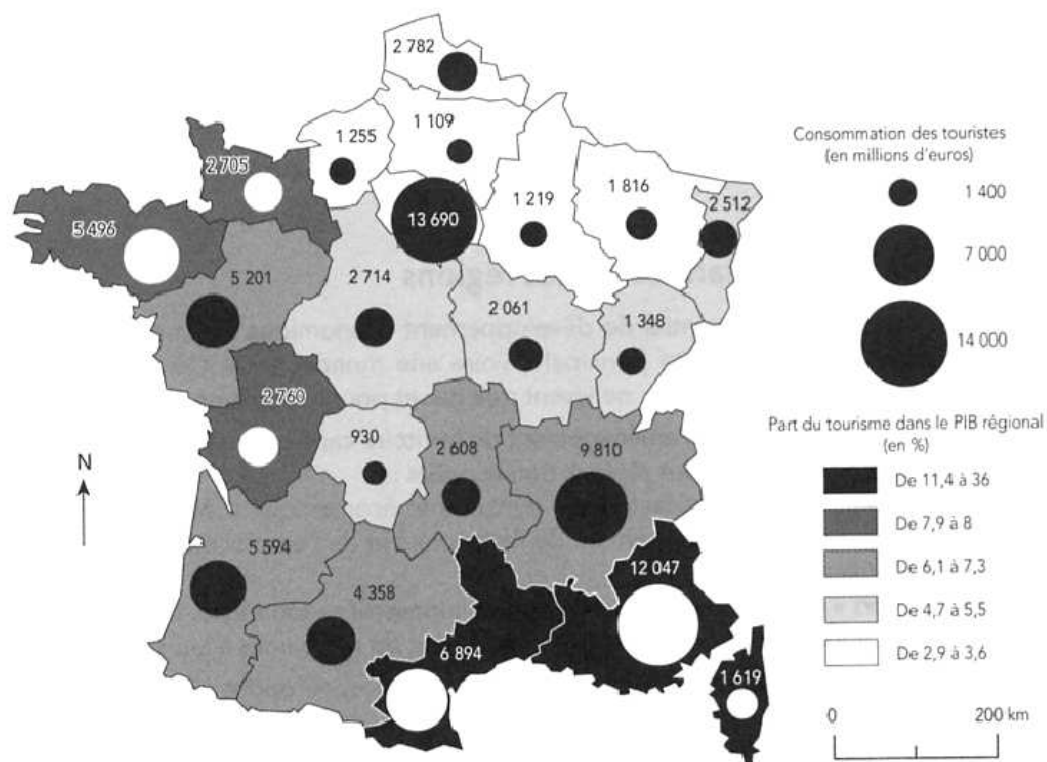 2 782
1 255
1 109
2 705
13 690
1 219
1 816
2 512
5 496
5 201
2 714
2 061
1 348
2 760
930
2 608
9 810
N
5 594
4 358
12 047
6 894
1 619
Consommation des touristes
(en millions d'euros)
1 400
7 000
14 000
Part du tourisme dans le PIB régional
(en %)
De 11,4 à 36
De 7,9 à 8
De 6,1 à 7,3
De 4,7 à 5,5
De 2,9 à 3,6
0 200 km